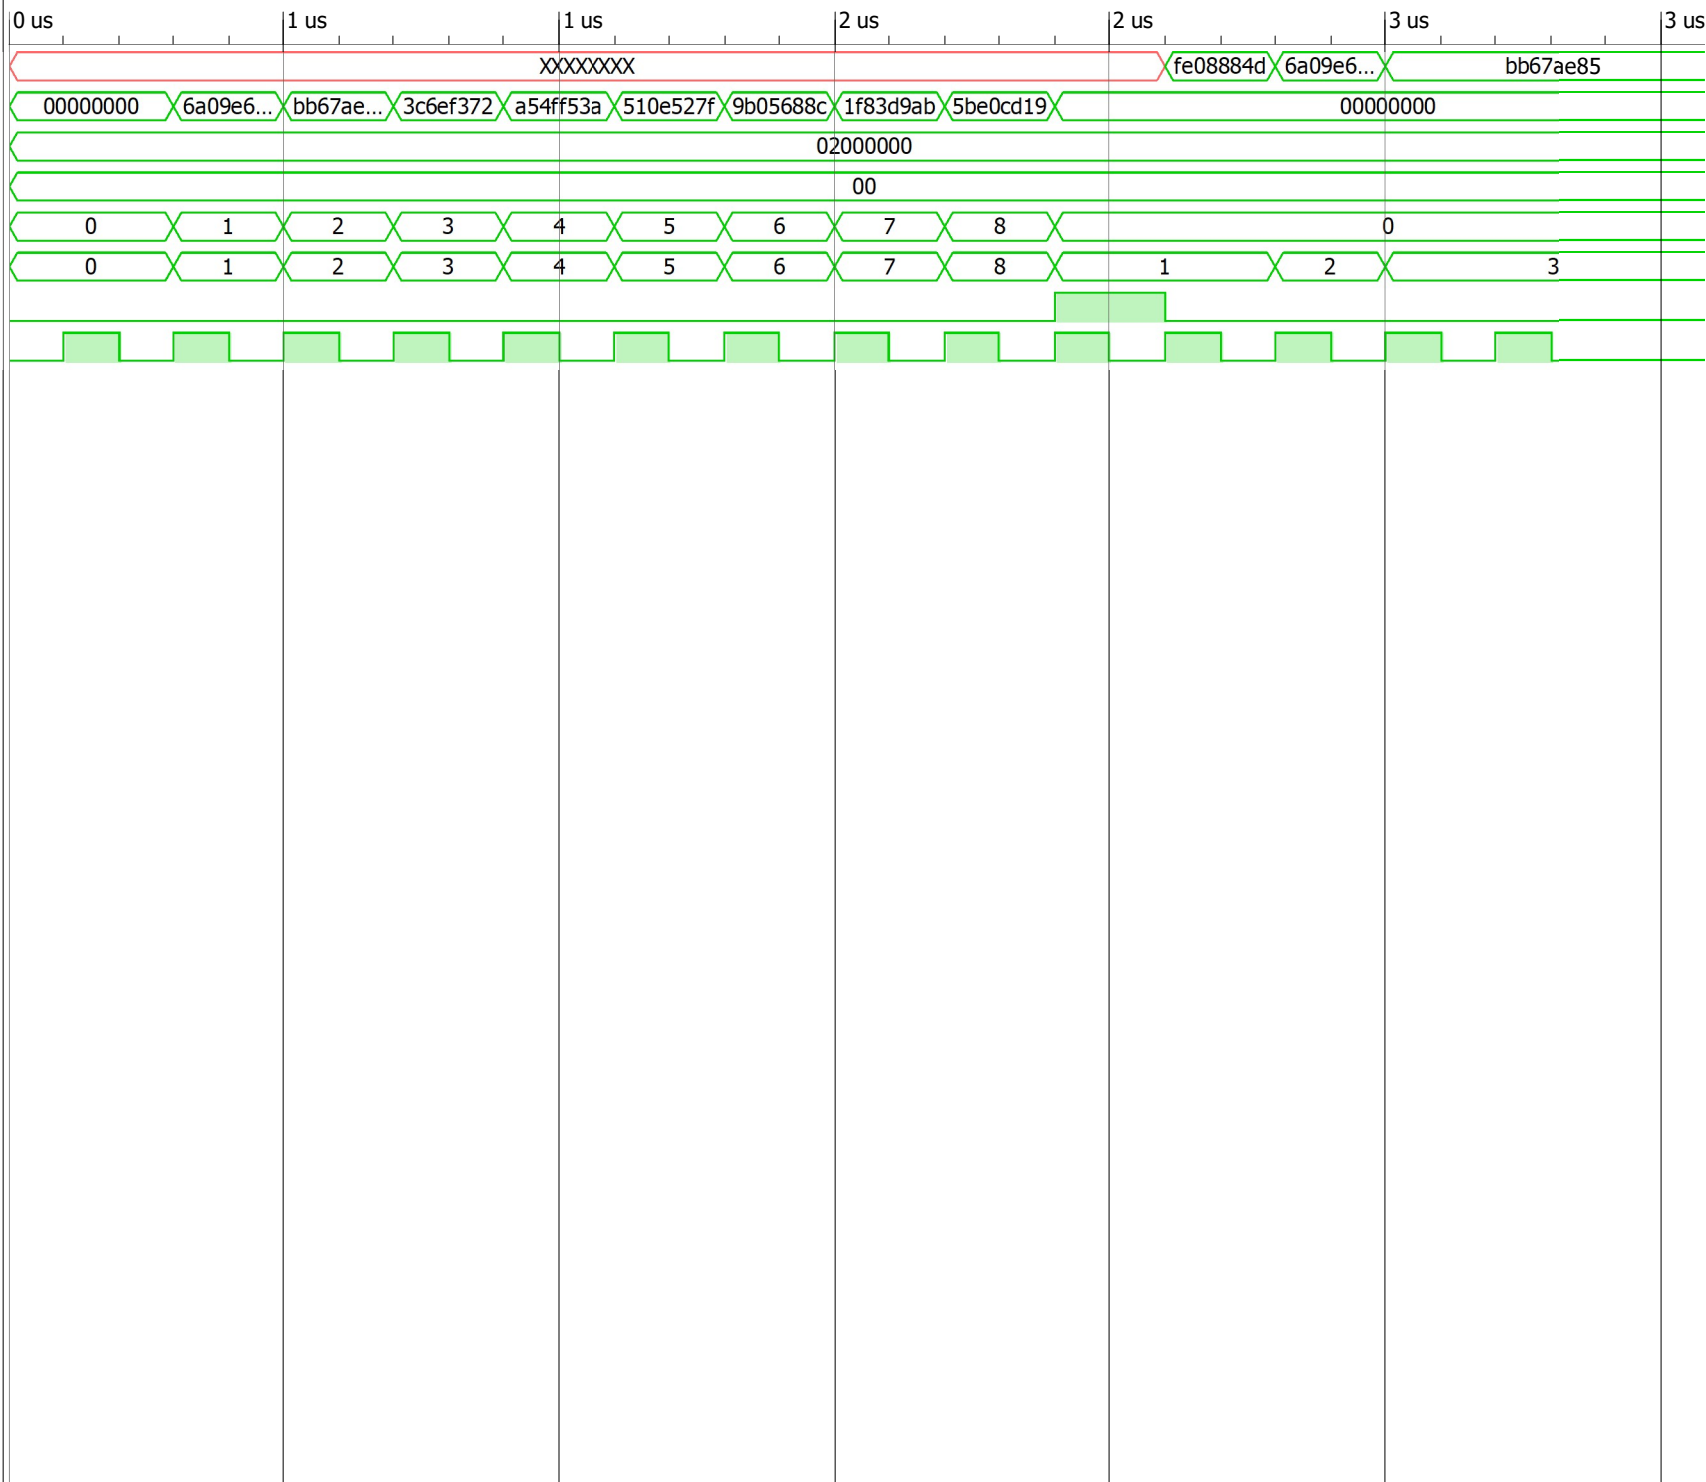 0 us 1 us 1 us 2 us 2 us 3 us 3 us
XXXXXXXX fe08884d 6a09e6... bb67ae85
00000000 6a09e6... bb67ae... 3c6ef372 a54ff53a 510e527f 9b05688c 1f83d9ab 5be0cd19 00000000
02000000
00
0 1 2 3 4 5 6 7 8 0
0 1 2 3 4 5 6 7 8 1 2 3